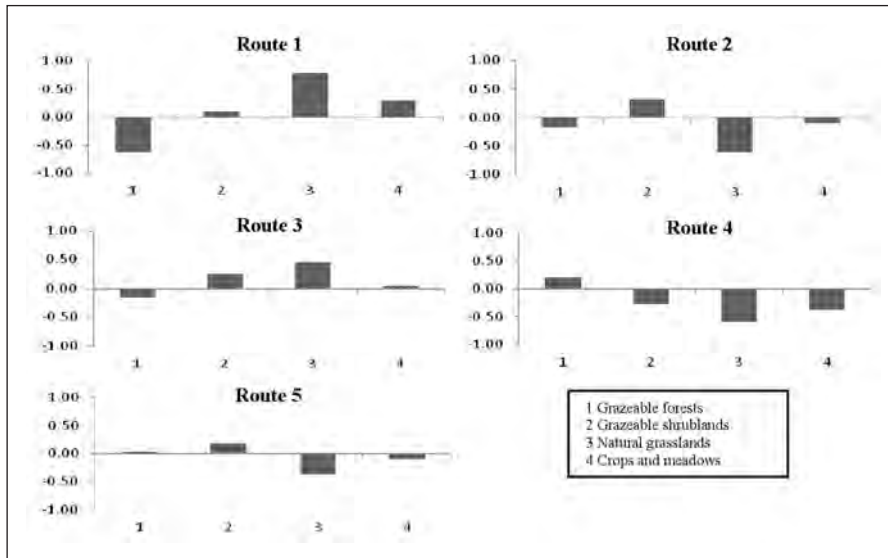 Route 1
1.00
0.50
0.00
-0.50
-1.00
1 2 3 4
Route 2
1.00
0.50
0.00
-0.50
-1.00
1 2 3 4
Route 3
1.00
0.50
0.00
-0.50
-1.00
1 2 3 4
Route 4
1.00
0.50
0.00
-0.50
-1.00
1 2 3 4
Route 5
1.00
0.50
0.00
-0.50
-1.00
1 2 3 4
1 Grazeable forests
2 Grazeable shrublands
3 Natural grasslands
4 Crops and meadows